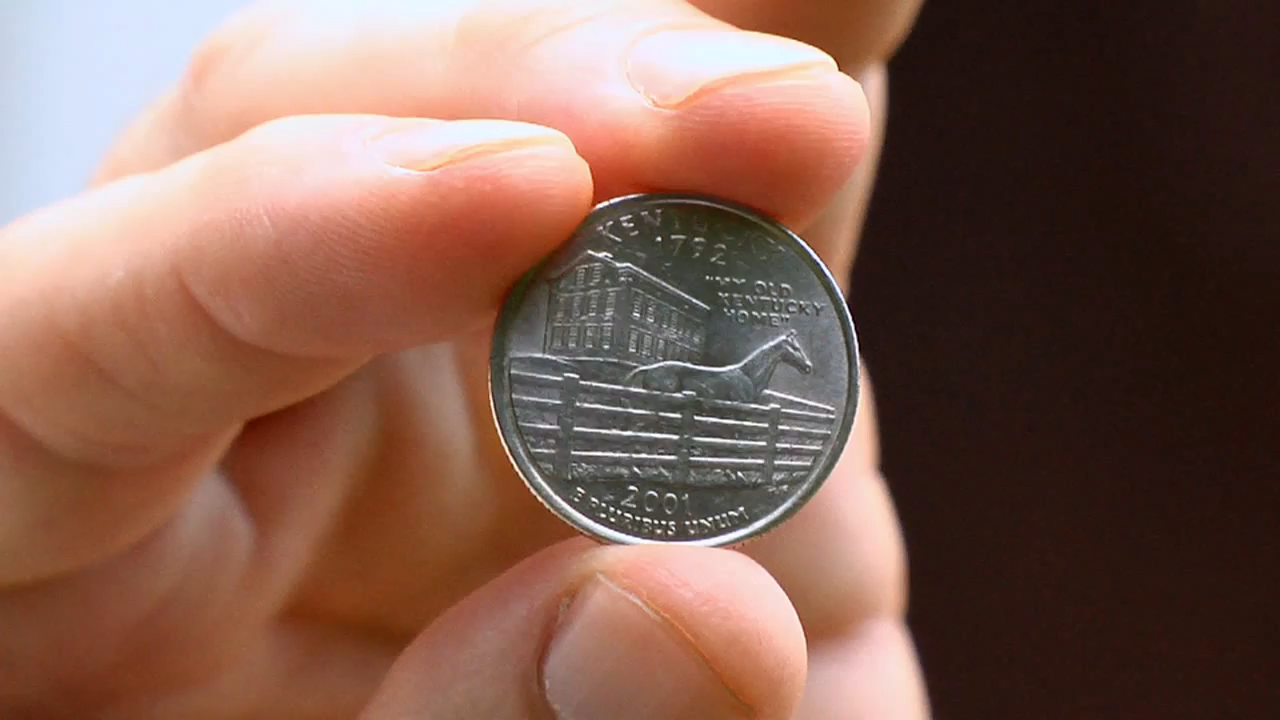 KENTUCKY
1792
"MY OLD
KENTUCKY
HOME"
2001
E PLURIBUS UNUM